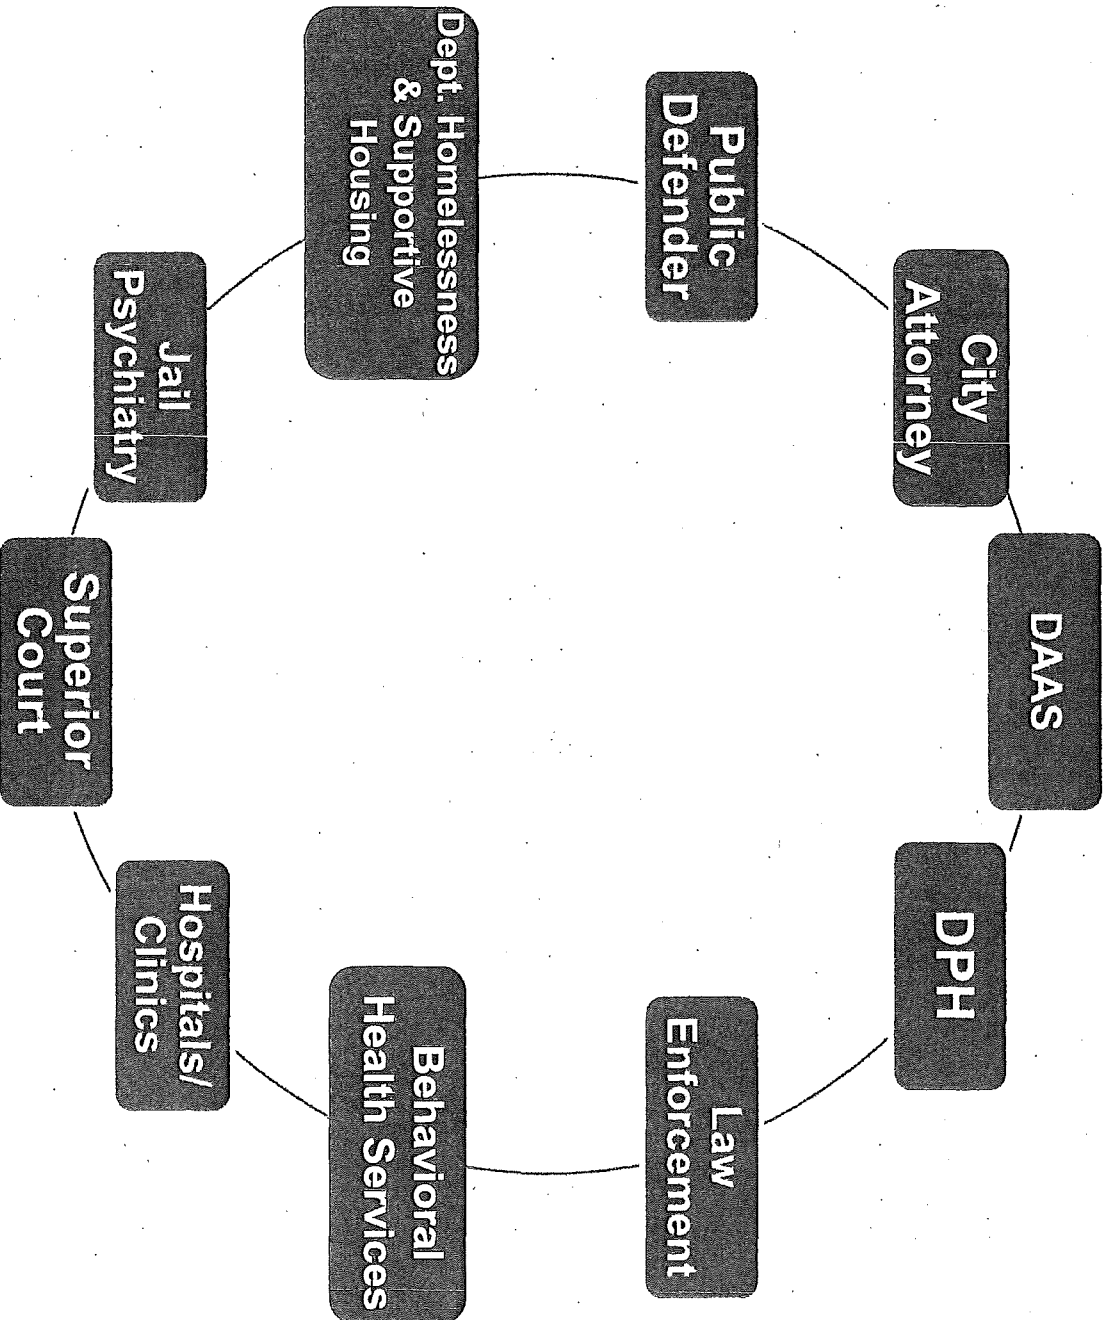 DAAS
DPH
Law
Enforcement
Behavioral
Health Services
Hospitals/
Clinics
Superior
Court
Jail
Psychiatry
Dept. Homelessness
& Supportive
Housing
Public
Defender
City
Attorney